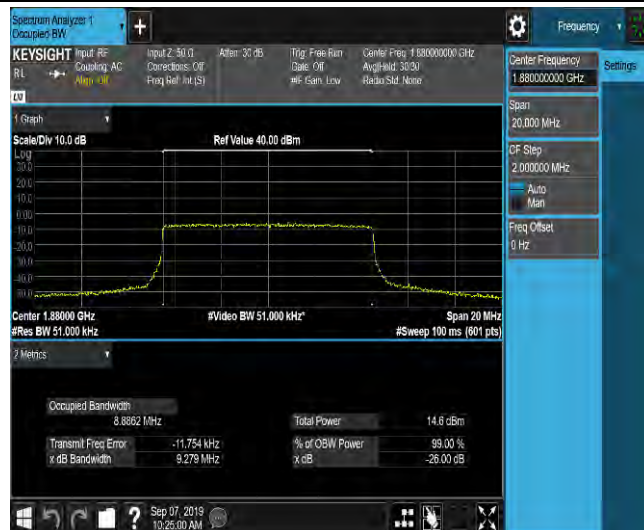 Spectrum Analyzer 1
Occupied BW
Frequency
KEYSIGHT Input: RF
Coupling: AC
Align: Off
RL
Input Z: 50 Ω
Corrections: Off
Freq Ref: Int (S)
Atten: 30 dB
Trig: Free Run
Gate: Off
#IF Gain: Low
Center Freq: 1.880000000 GHz
Avg|Hold: 30/30
Radio Std: None
LXI
Center Frequency
1.880000000 GHz
Settings
Span
20.000 MHz
CF Step
2.000000 MHz
Auto
Man
Freq Offset
0 Hz
1 Graph
Scale/Div 10.0 dB
Ref Value 40.00 dBm
Log
30.0
20.0
10.0
0.00
-10.0
-20.0
-30.0
-40.0
-50.0
Center 1.88000 GHz
#Video BW 51.000 kHz*
Span 20 MHz
#Res BW 51.000 kHz
#Sweep 100 ms (601 pts)
2 Metrics
Occupied Bandwidth
8.8862 MHz
Total Power
14.6 dBm
Transmit Freq Error
-11.754 kHz
% of OBW Power
99.00 %
x dB Bandwidth
9.279 MHz
x dB
-26.00 dB
?
Sep 07, 2019
10:25:00 AM